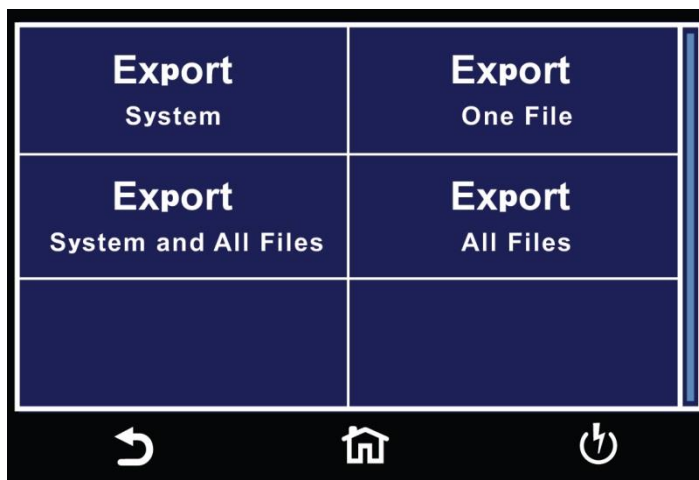 Export
System
Export
One File
Export
System and All Files
Export
All Files